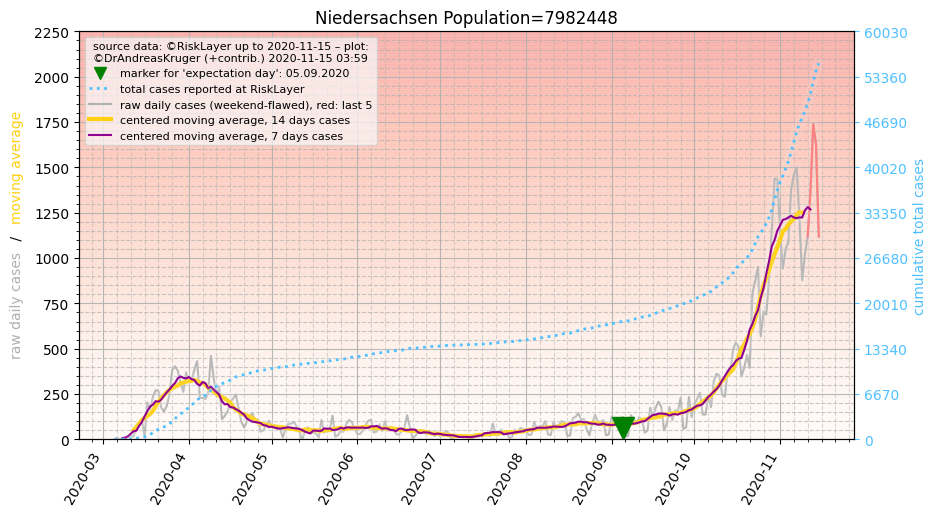 Niedersachsen Population=7982448
source data: ©RiskLayer up to 2020-11-15 – plot:
©DrAndreasKruger (+contrib.) 2020-11-15 03:59
marker for 'expectation day': 05.09.2020
total cases reported at RiskLayer
raw daily cases (weekend-flawed), red: last 5
centered moving average, 14 days cases
centered moving average, 7 days cases
raw daily cases / moving average
2250
2000
1750
1500
1250
1000
750
500
250
0
60030
53360
46690
40020
33350
26680
20010
13340
6670
0
cumulative total cases
2020-03
2020-04
2020-05
2020-06
2020-07
2020-08
2020-09
2020-10
2020-11